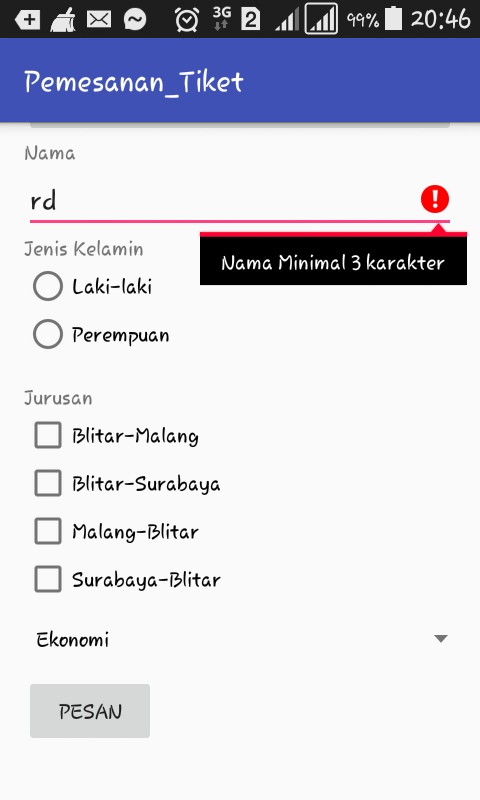 3G 2 99% 20:46
Pemesanan_Tiket
Nama
rd
Nama Minimal 3 karakter
Jenis Kelamin
Laki-laki
Perempuan
Jurusan
Blitar-Malang
Blitar-Surabaya
Malang-Blitar
Surabaya-Blitar
Ekonomi
PESAN